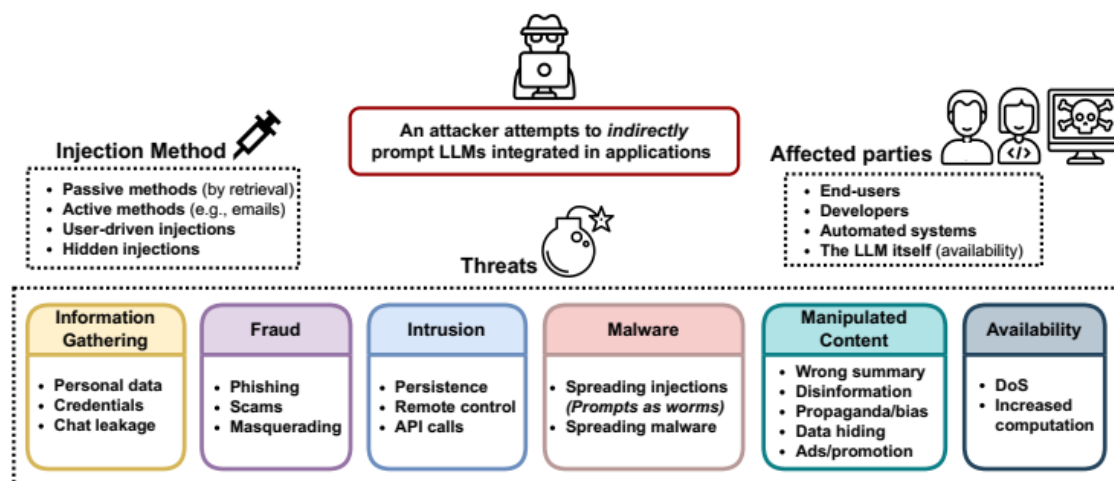 An attacker attempts to indirectly
prompt LLMs integrated in applications
Injection Method
• Passive methods (by retrieval)
• Active methods (e.g., emails)
• User-driven injections
• Hidden injections
Affected parties
</>
• End-users
• Developers
• Automated systems
• The LLM itself (availability)
Threats
Information
Gathering
• Personal data
• Credentials
• Chat leakage
Fraud
• Phishing
• Scams
• Masquerading
Intrusion
• Persistence
• Remote control
• API calls
Malware
• Spreading injections
(Prompts as worms)
• Spreading malware
Manipulated
Content
• Wrong summary
• Disinformation
• Propaganda/bias
• Data hiding
• Ads/promotion
Availability
• DoS
• Increased
computation